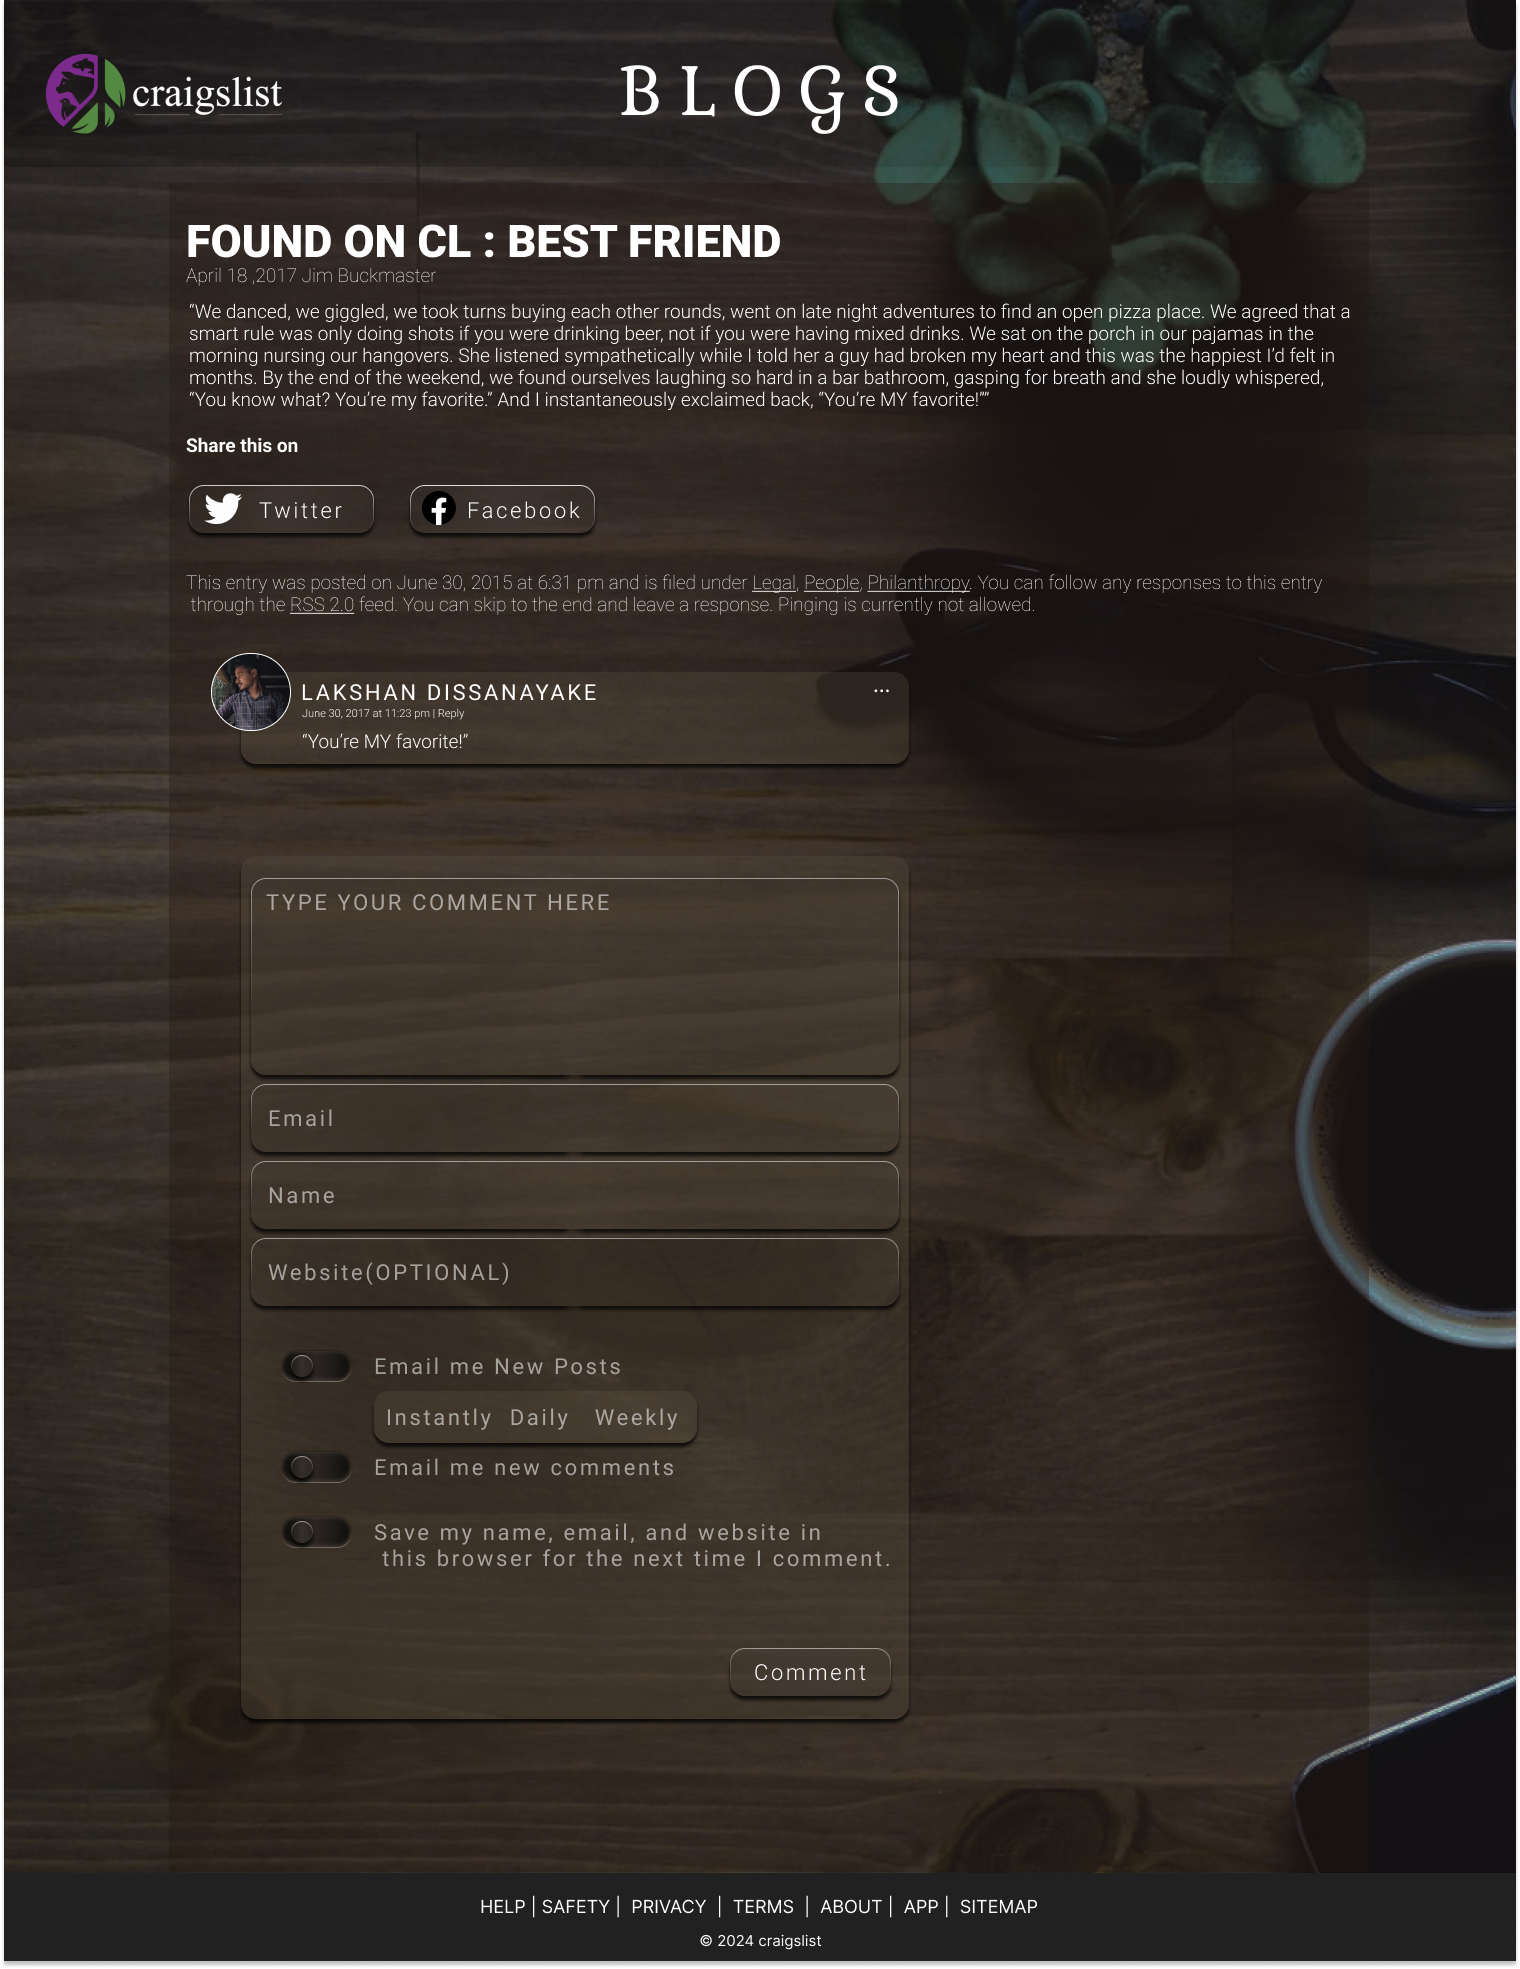 craigslist
BLOGS
FOUND ON CL : BEST FRIEND
April 18 ,2017 Jim Buckmaster
“We danced, we giggled, we took turns buying each other rounds, went on late night adventures to find an open pizza place. We agreed that a
smart rule was only doing shots if you were drinking beer, not if you were having mixed drinks. We sat on the porch in our pajamas in the
morning nursing our hangovers. She listened sympathetically while I told her a guy had broken my heart and this was the happiest I’d felt in
months. By the end of the weekend, we found ourselves laughing so hard in a bar bathroom, gasping for breath and she loudly whispered,
“You know what? You’re my favorite.” And I instantaneously exclaimed back, “You’re MY favorite!””
Share this on
Twitter
Facebook
This entry was posted on June 30, 2015 at 6:31 pm and is filed under Legal, People, Philanthropy. You can follow any responses to this entry
through the RSS 2.0 feed. You can skip to the end and leave a response. Pinging is currently not allowed.
LAKSHAN DISSANAYAKE
...
June 30, 2017 at 11:23 pm | Reply
“You’re MY favorite!”
TYPE YOUR COMMENT HERE
Email
Name
Website(OPTIONAL)
Email me New Posts
Instantly Daily Weekly
Email me new comments
Save my name, email, and website in
this browser for the next time I comment.
Comment
HELP | SAFETY | PRIVACY | TERMS | ABOUT | APP | SITEMAP
© 2024 craigslist